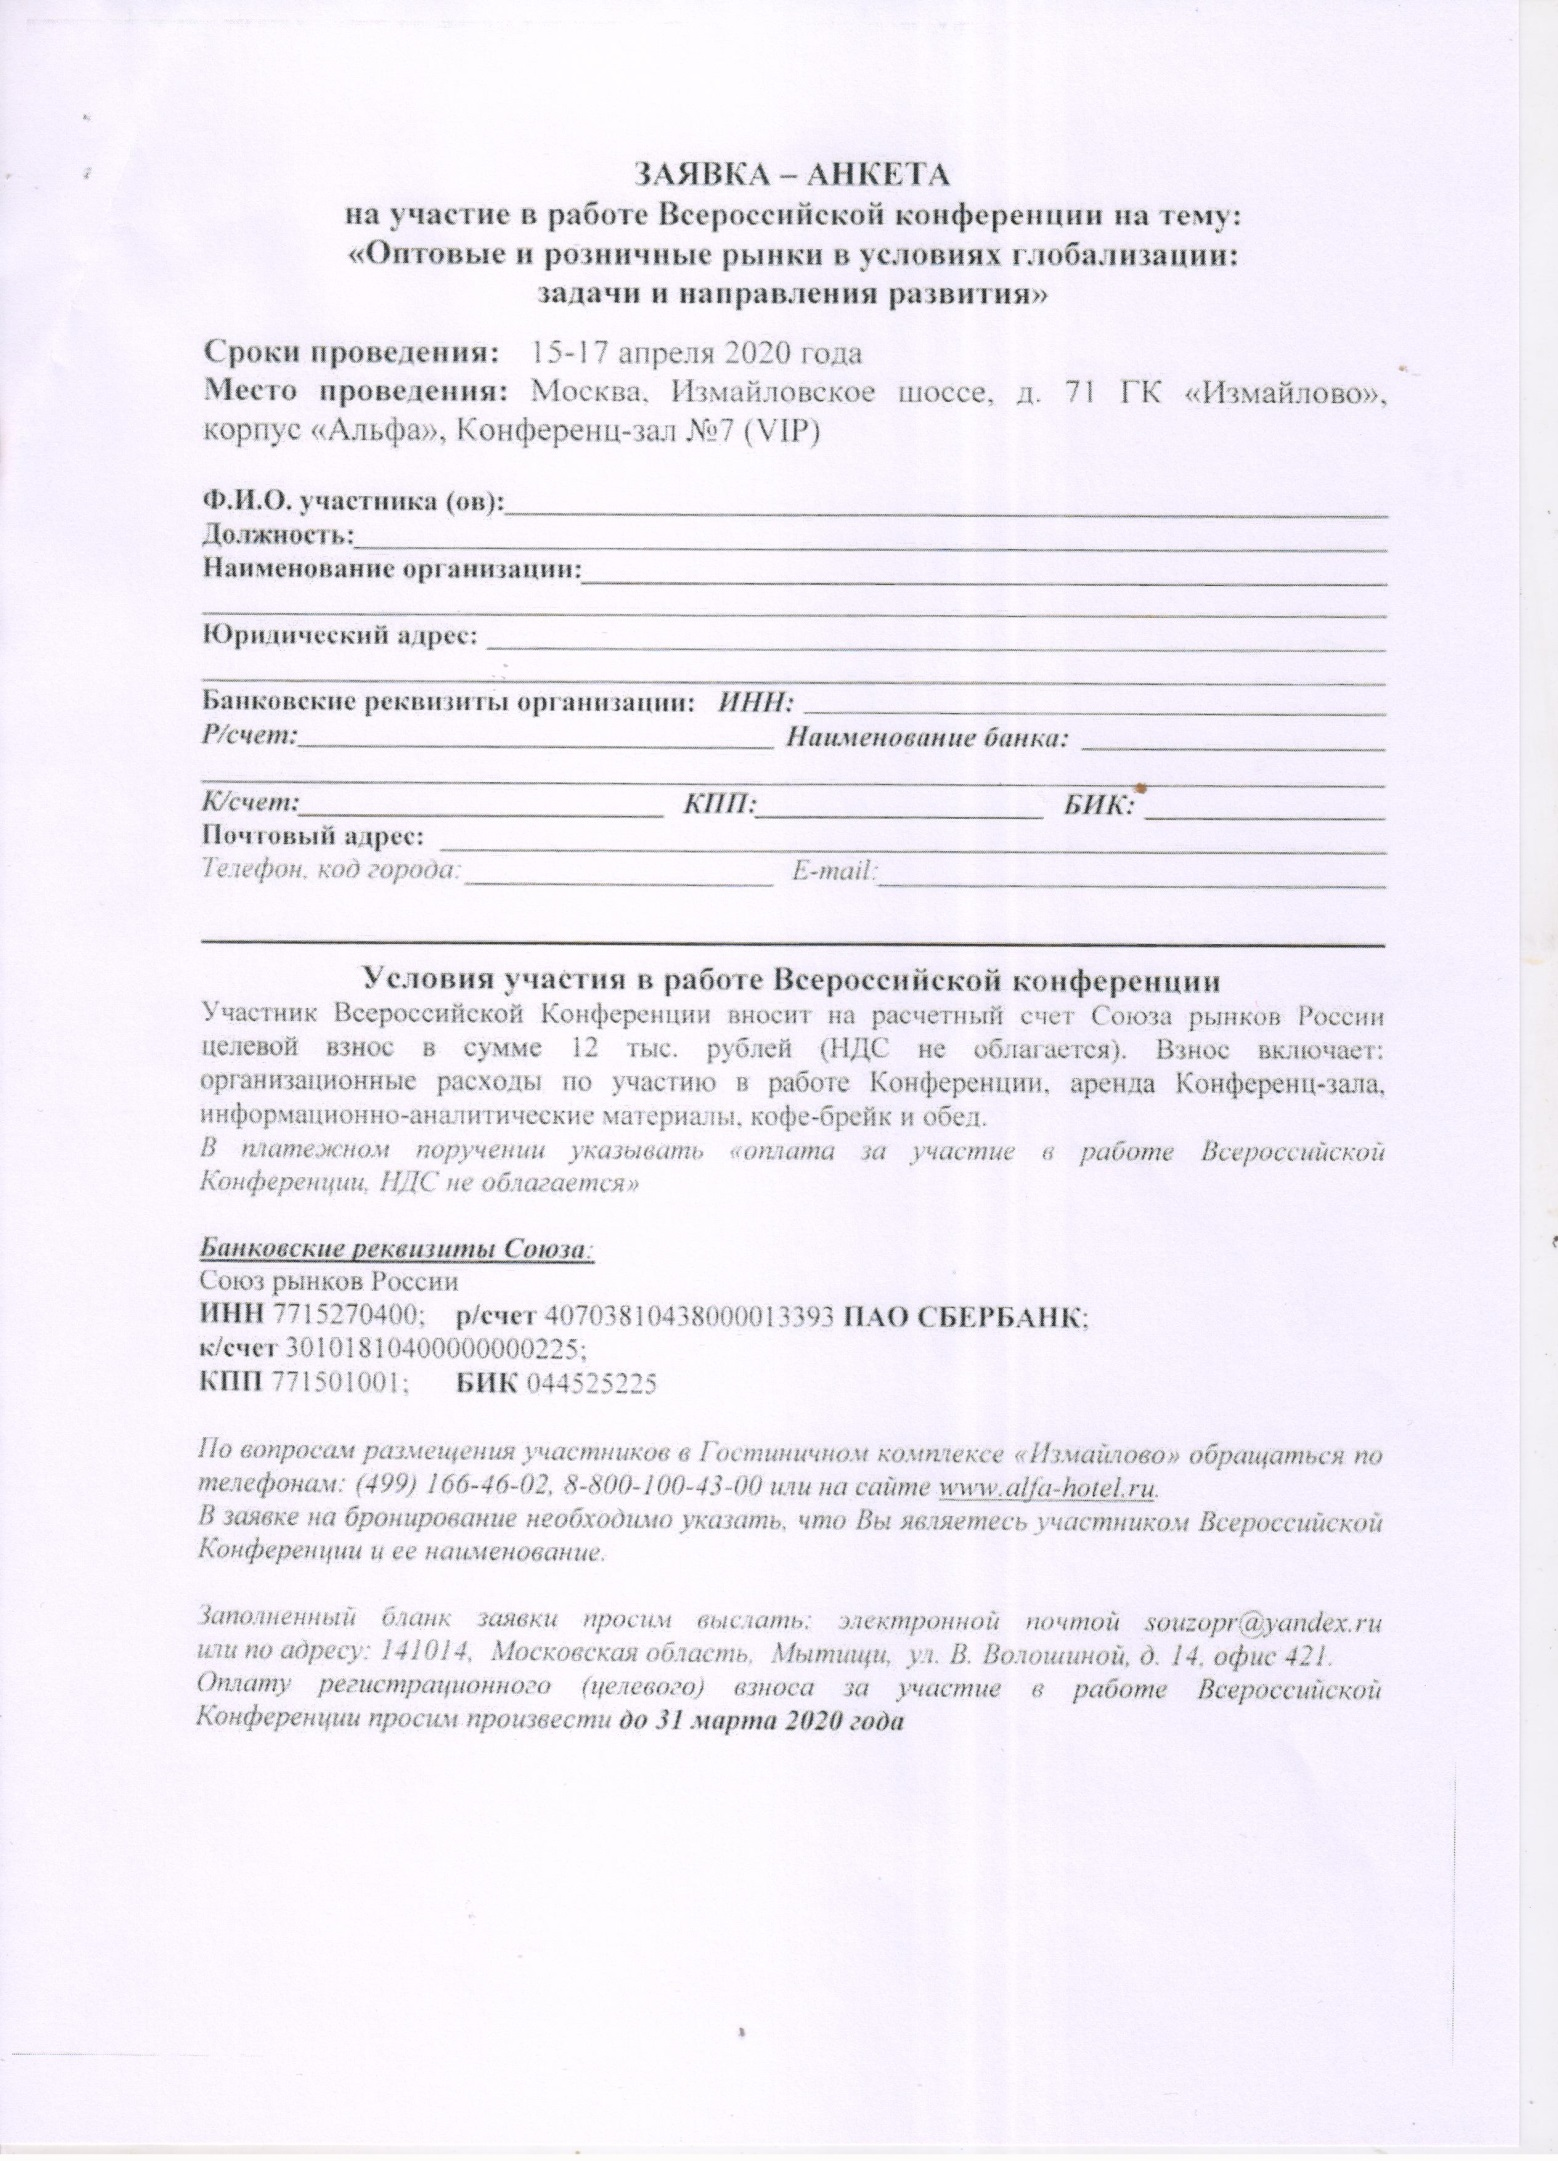 ЗАЯВКА – АНКЕТА
на участие в работе Всероссийской конференции на тему:
«Оптовые и розничные рынки в условиях глобализации:
задачи и направления развития»
Сроки проведения: 15-17 апреля 2020 года
Место проведения: Москва, Измайловское шоссе, д. 71 ГК «Измайлово»,
корпус «Альфа», Конференц-зал №7 (VIP)
Ф.И.О. участника (ов):
Должность:
Наименование организации:
Юридический адрес:
Банковские реквизиты организации: ИНН:
Р/счет: Наименование банка:
К/счет: КПП: БИК:
Почтовый адрес:
Телефон, код города: E-mail:
Условия участия в работе Всероссийской конференции
Участник Всероссийской Конференции вносит на расчетный счет Союза рынков России
целевой взнос в сумме 12 тыс. рублей (НДС не облагается). Взнос включает:
организационные расходы по участию в работе Конференции, аренда Конференц-зала,
информационно-аналитические материалы, кофе-брейк и обед.
В платежном поручении указывать «оплата за участие в работе Всероссийской
Конференции, НДС не облагается»
Банковские реквизиты Союза:
Союз рынков России
ИНН 7715270400; р/счет 40703810438000013393 ПАО СБЕРБАНК;
к/счет 30101810400000000225;
КПП 771501001; БИК 044525225
По вопросам размещения участников в Гостиничном комплексе «Измайлово» обращаться по
телефонам: (499) 166-46-02, 8-800-100-43-00 или на сайте www.alfa-hotel.ru.
В заявке на бронирование необходимо указать, что Вы являетесь участником Всероссийской
Конференции и ее наименование.
Заполненный бланк заявки просим выслать: электронной почтой souzopr@yandex.ru
или по адресу: 141014, Московская область, Мытищи, ул. В. Волошиной, д. 14, офис 421.
Оплату регистрационного (целевого) взноса за участие в работе Всероссийской
Конференции просим произвести до 31 марта 2020 года